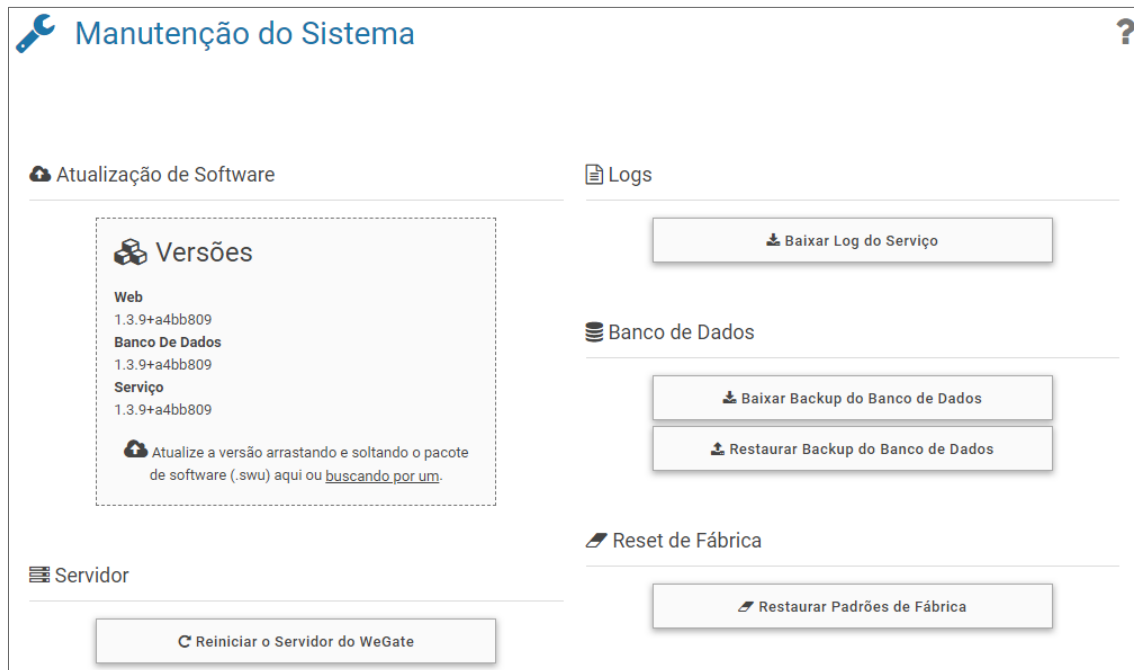 Manutenção do Sistema
?
Atualização de Software
Versões
Web
1.3.9+a4bb809
Banco De Dados
1.3.9+a4bb809
Serviço
1.3.9+a4bb809
Atualize a versão arrastando e soltando o pacote
de software (.swu) aqui ou buscando por um.
Servidor
Reiniciar o Servidor do WeGate
Logs
Baixar Log do Serviço
Banco de Dados
Baixar Backup do Banco de Dados
Restaurar Backup do Banco de Dados
Reset de Fábrica
Restaurar Padrões de Fábrica